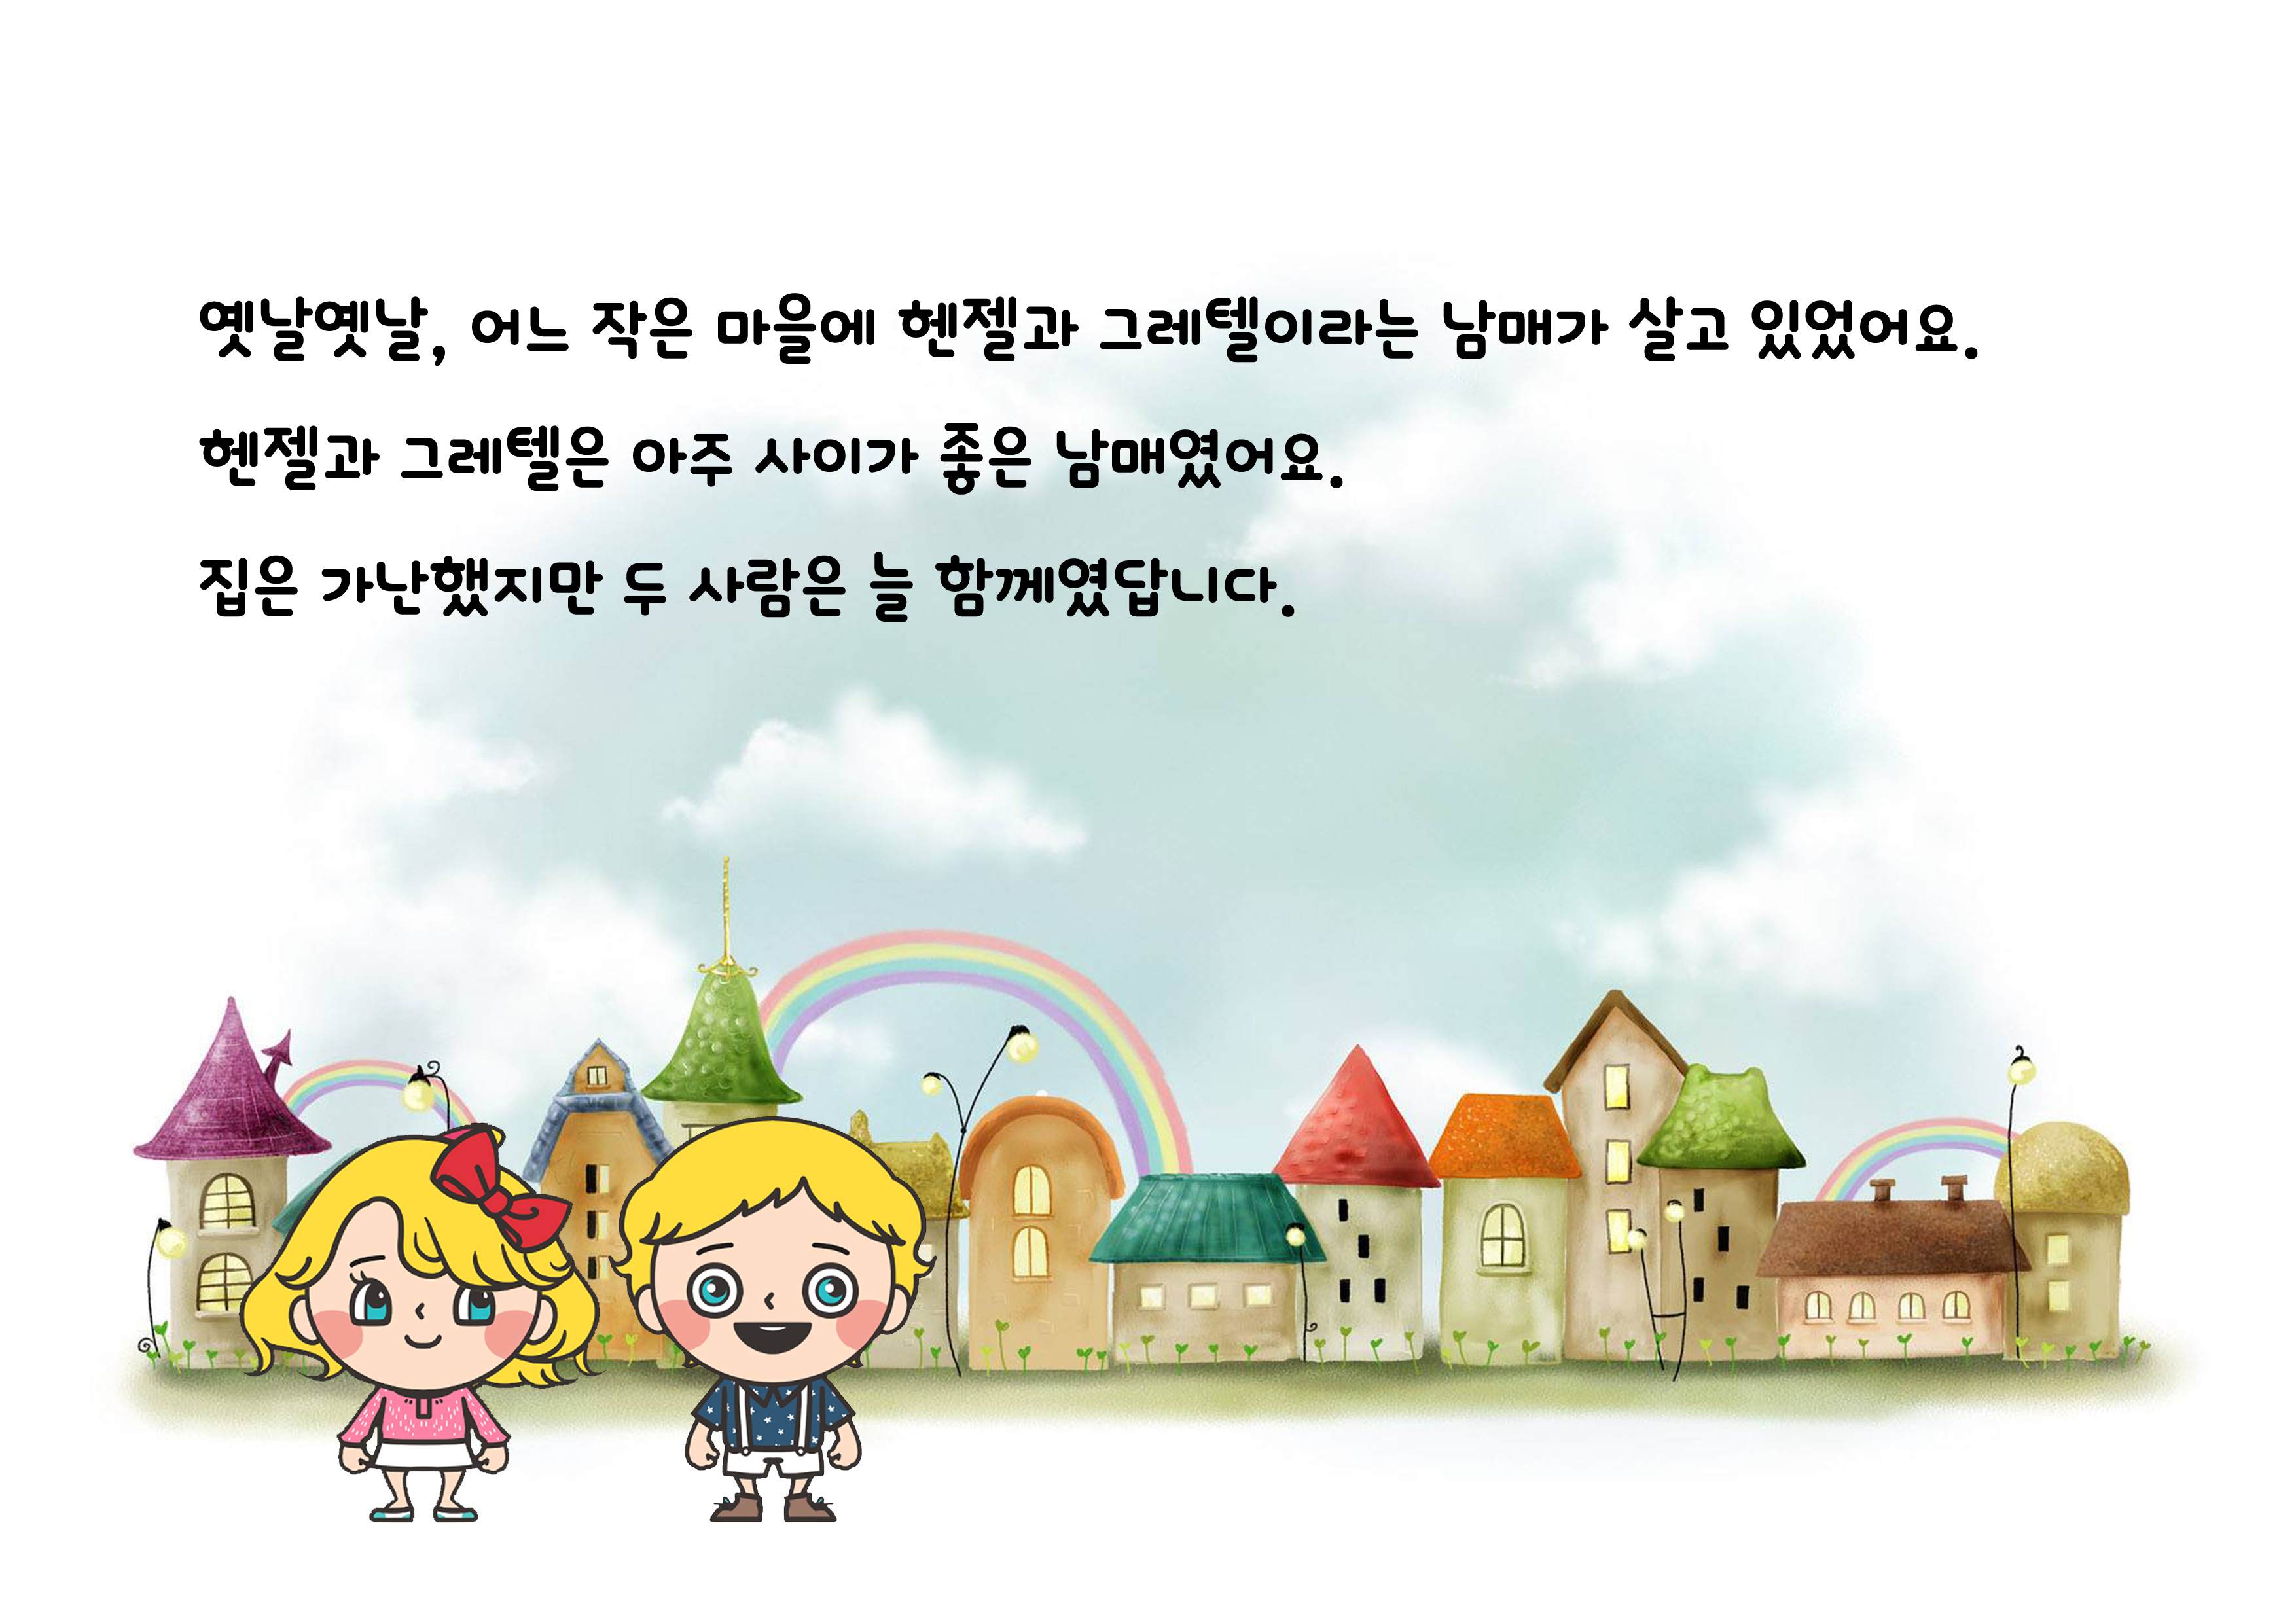 옛날옛날, 어느 작은 마을에 헨젤과 그레텔이라는 남매가 살고 있었어요.
헨젤과 그레텔은 아주 사이가 좋은 남매였어요.
집은 가난했지만 두 사람은 늘 함께였답니다.